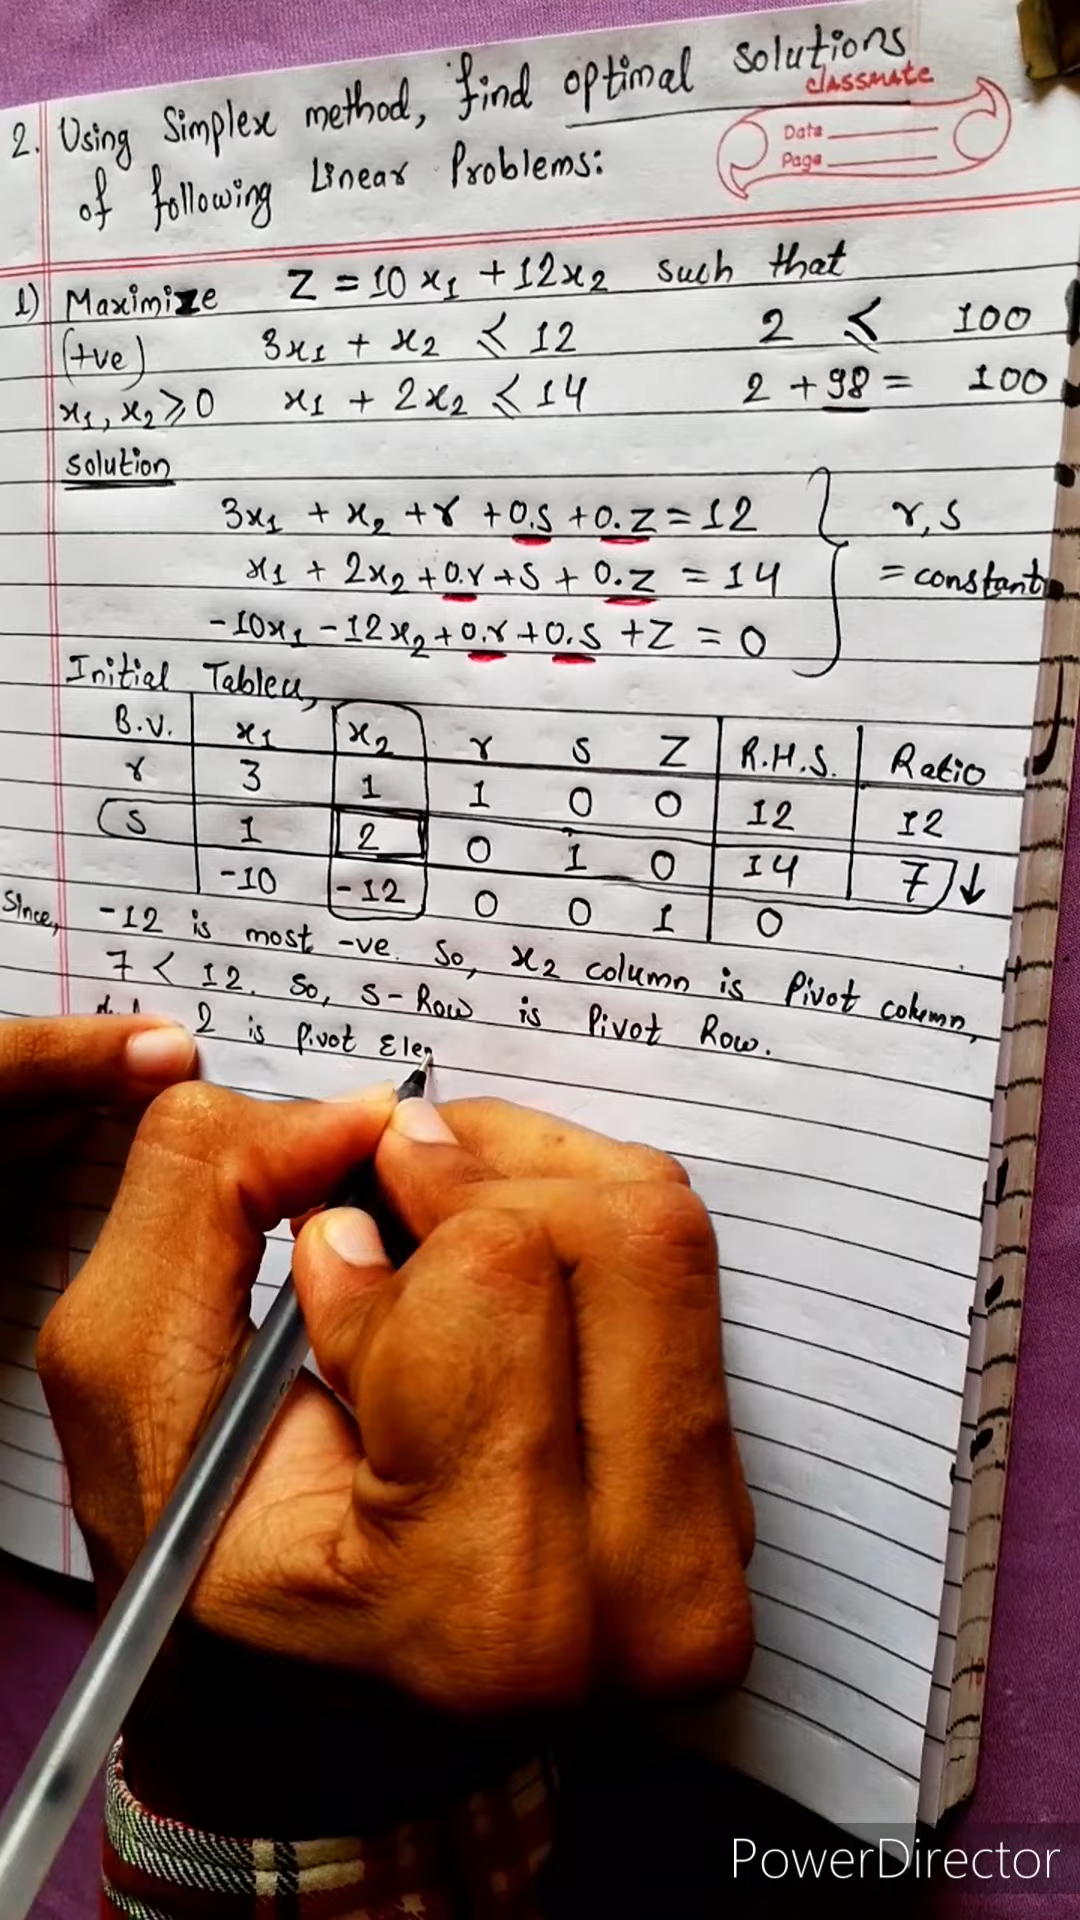 2. Using Simplex method, find optimal solutions
of following Linear Problems:
classmate
Date
Page
1) Maximize Z = 10x₁ + 12x₂ such that
(+ve) 3x₁ + x₂ ≤ 12 2 ≤ 100
x₁, x₂ ≥ 0 x₁ + 2x₂ ≤ 14 2 + 98 = 100
solution
3x₁ + x₂ + r + 0.s + 0.z = 12 } r, s
x₁ + 2x₂ + 0.r + s + 0.z = 14 = constant
-10x₁ - 12x₂ + 0.r + 0.s + z = 0
Initial Tableu,
B.V. x₁ x₂ r s z R.H.S. Ratio
r 3 1 1 0 0 12 12
s 1 2 0 1 0 14 7 ↓
-10 -12 0 0 1 0
Since, -12 is most -ve. So, x₂ column is Pivot column,
7 < 12. So, s-Row is Pivot Row.
2 is Pivot Elem
PowerDirector